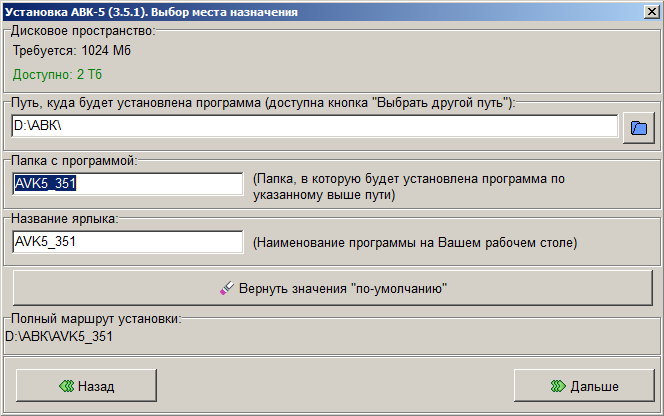 Установка АВК-5 (3.5.1). Выбор места назначения
Дисковое пространство:
Требуется: 1024 Мб
Доступно: 2 Тб
Путь, куда будет установлена программа (доступна кнопка "Выбрать другой путь"):
D:\АВК\
Папка с программой:
AVK5_351
(Папка, в которую будет установлена программа по
указанному выше пути)
Название ярлыка:
AVK5_351
(Наименование программы на Вашем рабочем столе)
Вернуть значения "по-умолчанию"
Полный маршрут установки:
D:\АВК\AVK5_351
Назад
Дальше